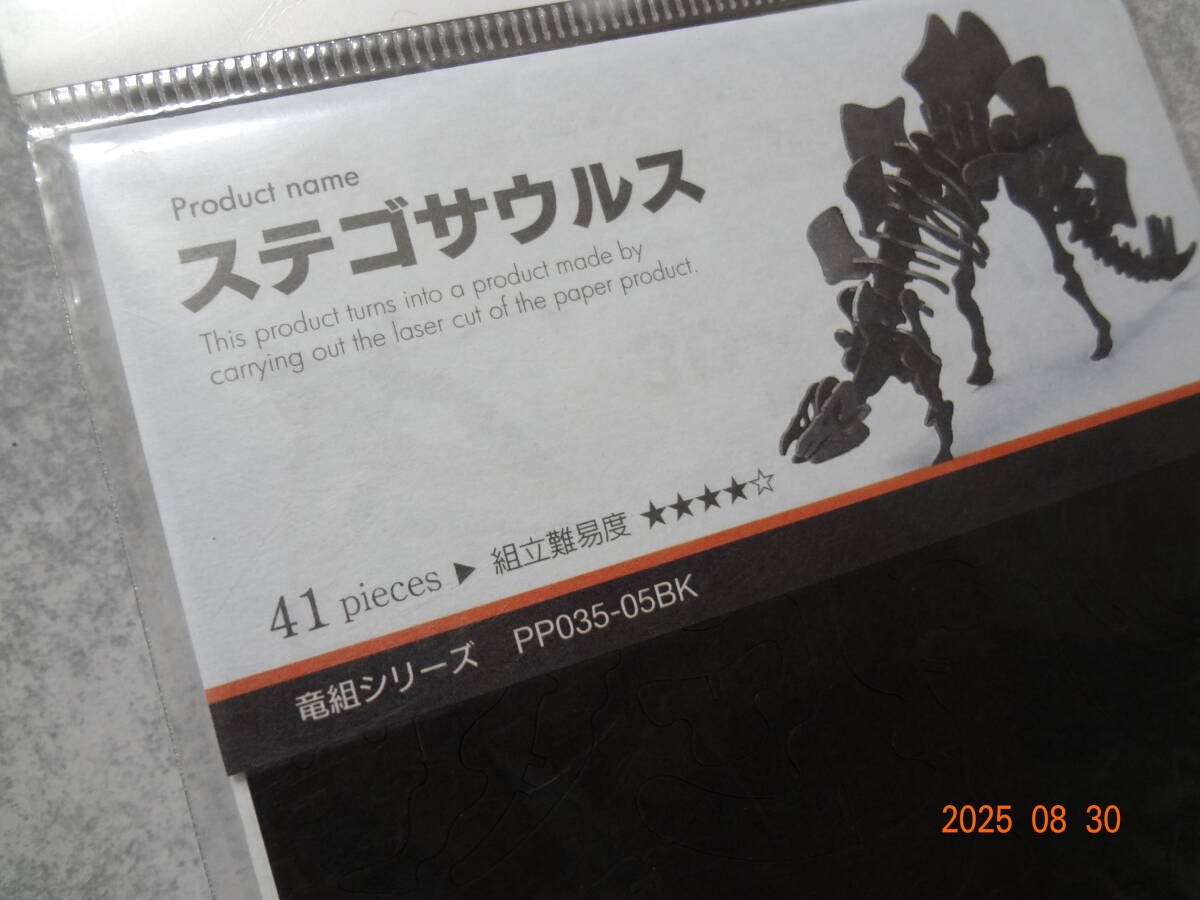 Product name
ステゴサウルス
This product turns into a product made by
carrying out the laser cut of the paper product.
41 pieces ▶ 組立難易度 ★★★★☆
竜組シリーズ PP035-05BK
2025 08 30